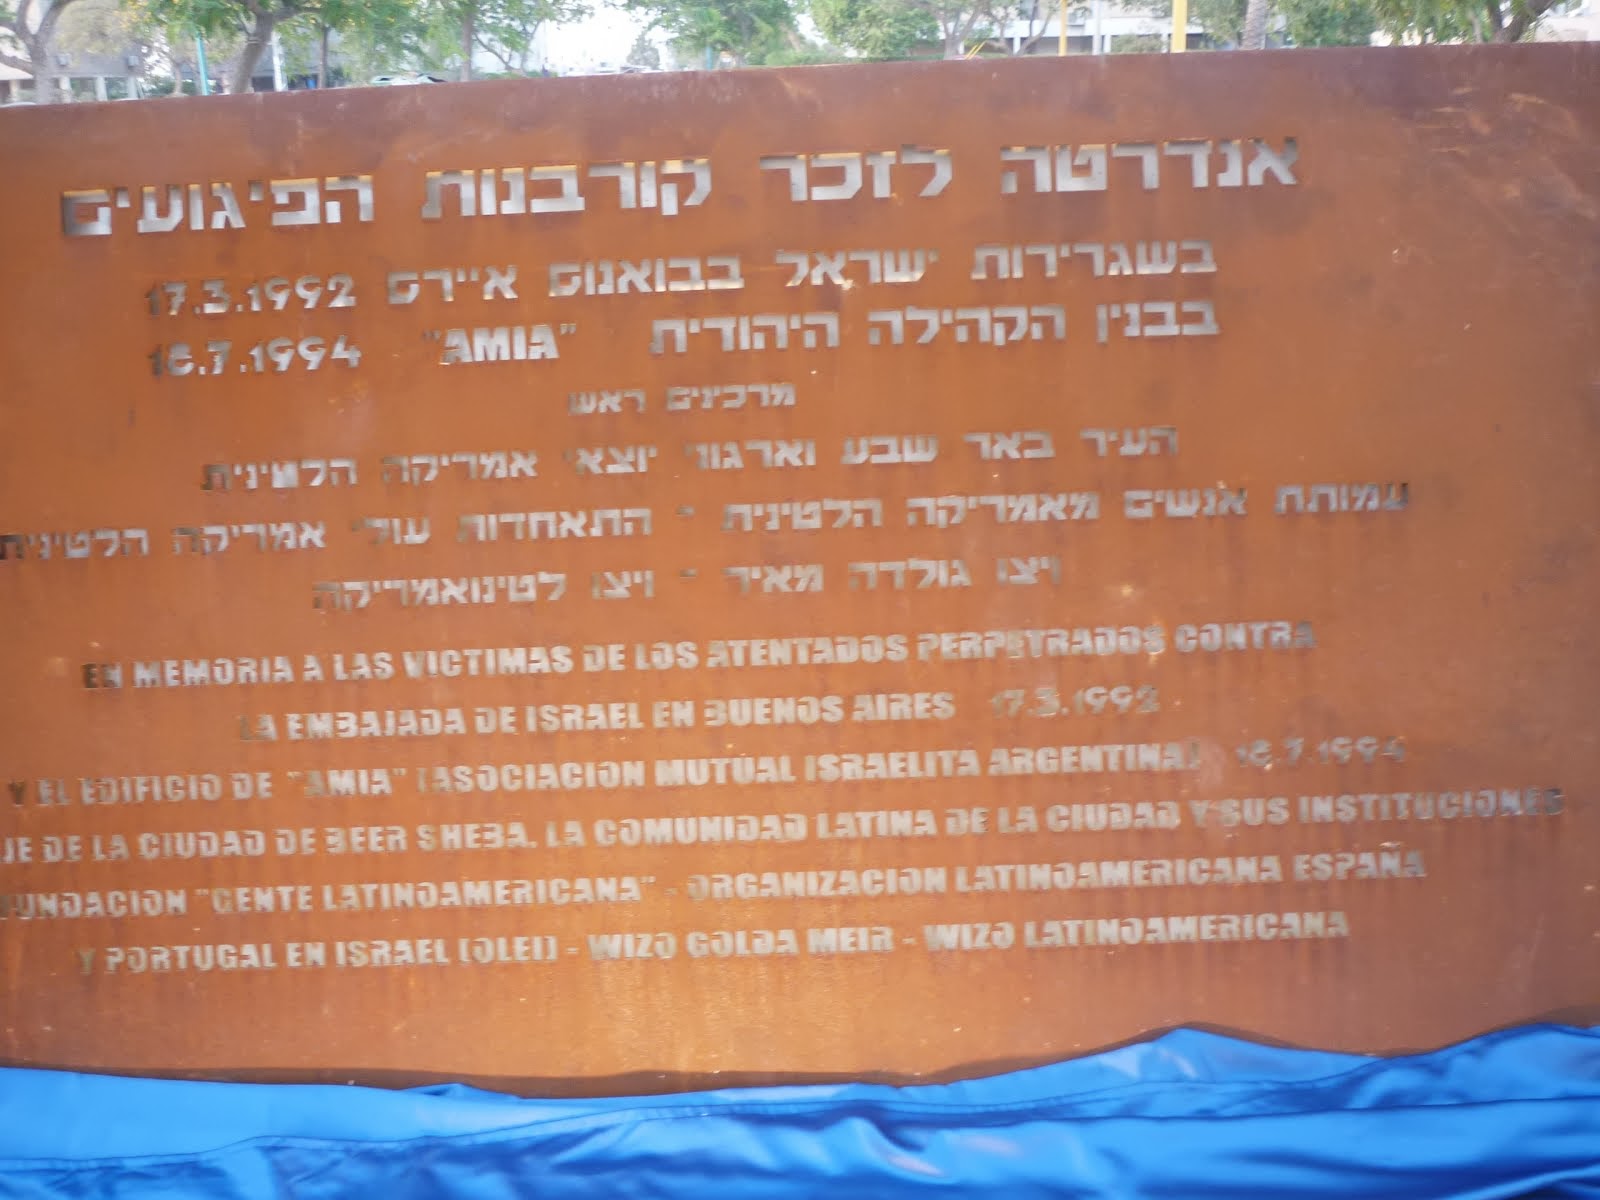 אנדרטה לזכר קורבנות הפיגועים
בשגרירות ישראל בבואנוס איירס 17.3.1992
בבנין הקהילה היהודית "AMIA" 18.7.1994
מרכינים ראש
העיר באר שבע וארגוני יוצאי אמריקה הלטינית
עמותת אנשים מאמריקה הלטינית - התאחדות עולי אמריקה הלטינית
ויצו גולדה מאיר - ויצו לטינואמריקה
EN MEMORIA A LAS VICTIMAS DE LOS ATENTADOS PERPETRADOS CONTRA
LA EMBAJADA DE ISRAEL EN BUENOS AIRES 17.3.1992
Y EL EDIFICIO DE "AMIA" (ASOCIACION MUTUAL ISRAELITA ARGENTINA) 18.7.1994
JE DE LA CIUDAD DE BEER SHEBA. LA COMUNIDAD LATINA DE LA CIUDAD Y SUS INSTITUCIONES
FUNDACION "GENTE LATINOAMERICANA" - ORGANIZACION LATINOAMERICANA ESPAÑA
Y PORTUGAL EN ISRAEL (OLEI) - WIZO GOLDA MEIR - WIZO LATINOAMERICANA